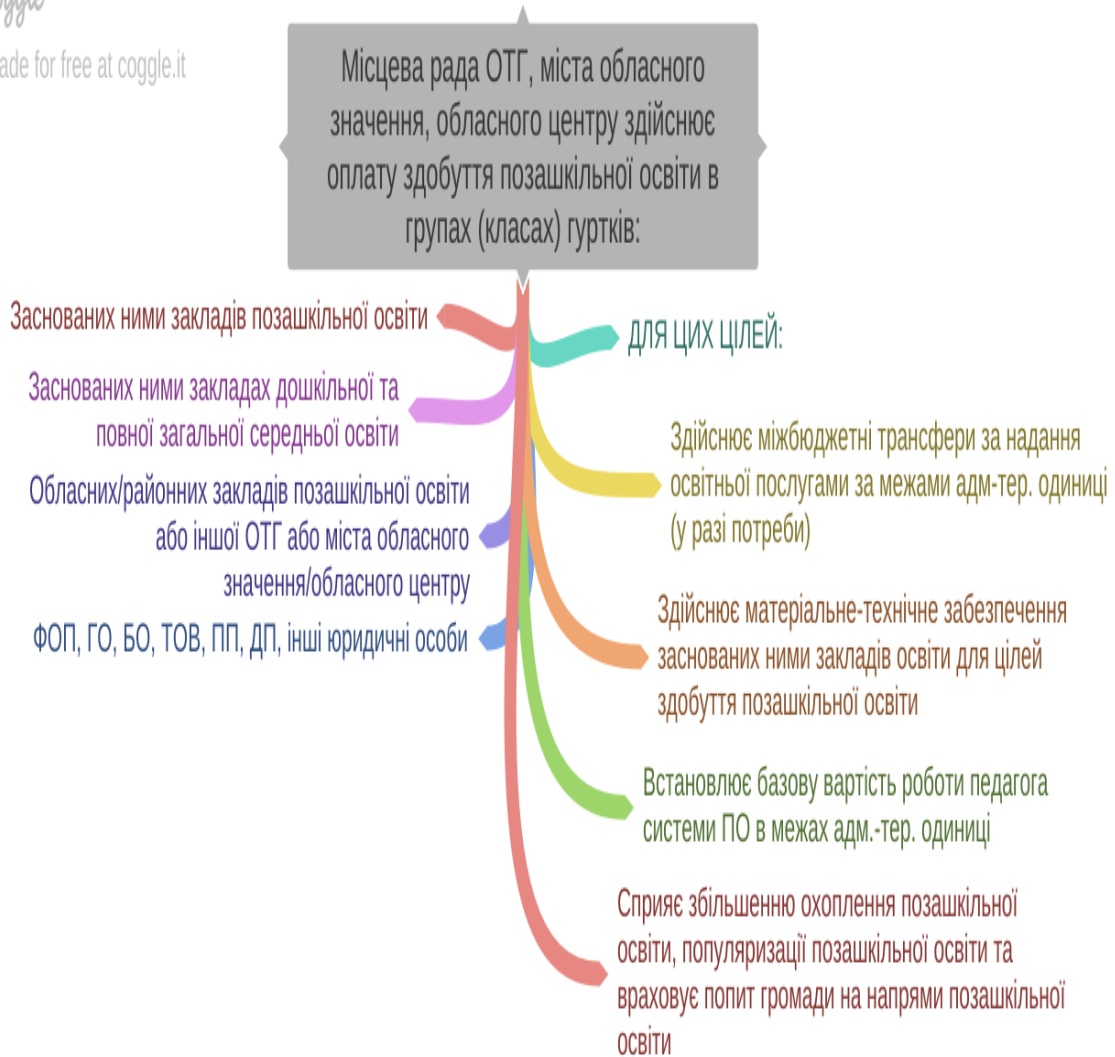 ade for free at coggle.it
Місцева рада ОТГ, міста обласного
значення, обласного центру здійснює
оплату здобуття позашкільної освіти в
групах (класах) гуртків:
Заснованих ними закладів позашкільної освіти
Заснованих ними закладах дошкільної та
повної загальної середньої освіти
Обласних/районних закладів позашкільної освіти
або іншої ОТГ або міста обласного
значення/обласного центру
ФОП, ГО, БО, ТОВ, ПП, ДП, інші юридичні особи
ДЛЯ ЦИХ ЦІЛЕЙ:
Здійснює міжбюджетні трансфери за надання
освітньої послугами за межами адм-тер. одиниці
(у разі потреби)
Здійснює матеріальне-технічне забезпечення
заснованих ними закладів освіти для цілей
здобуття позашкільної освіти
Встановлює базову вартість роботи педагога
системи ПО в межах адм.-тер. одиниці
Сприяє збільшенню охоплення позашкільної
освіти, популяризації позашкільної освіти та
враховує попит громади на напрями позашкільної
освіти